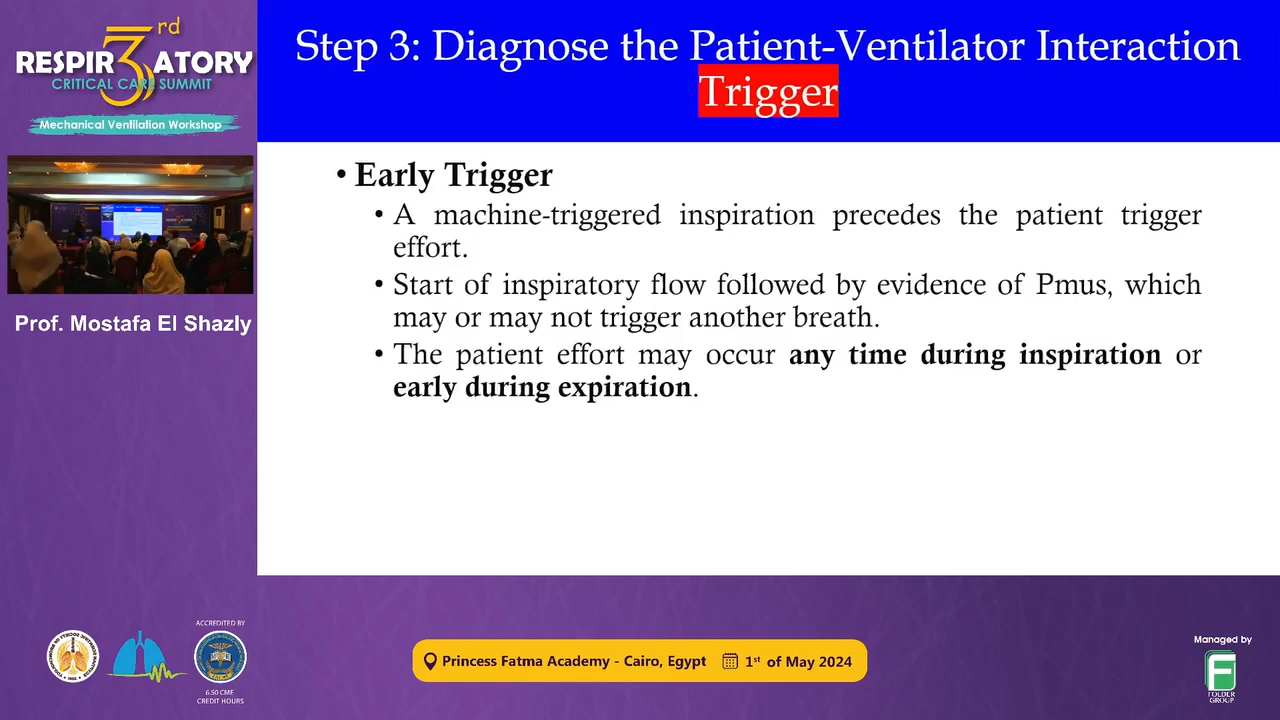 3rd
RESPIRATORY
CRITICAL CARE SUMMIT
Mechanical Ventilation Workshop
Prof. Mostafa El Shazly
Step 3: Diagnose the Patient-Ventilator Interaction
Trigger
• Early Trigger
• A machine-triggered inspiration precedes the patient trigger
effort.
• Start of inspiratory flow followed by evidence of Pmus, which
may or may not trigger another breath.
• The patient effort may occur any time during inspiration or
early during expiration.
ACCREDITED BY
6.50 CME
CREDIT HOURS
Princess Fatma Academy - Cairo, Egypt
1st of May 2024
Managed by
FOLDER
GROUP